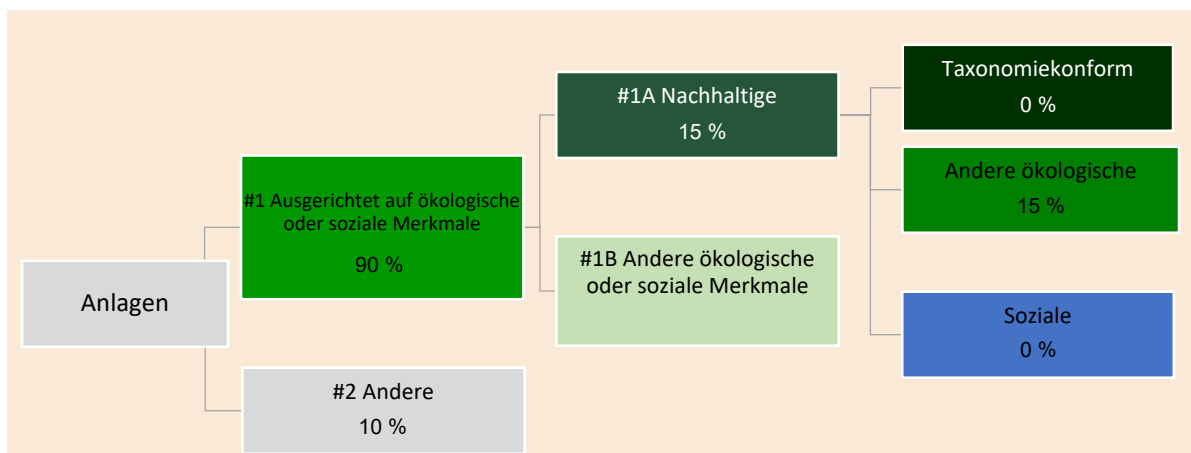 Anlagen
#1 Ausgerichtet auf ökologische
oder soziale Merkmale
90 %
#2 Andere
10 %
#1A Nachhaltige
15 %
#1B Andere ökologische
oder soziale Merkmale
Taxonomiekonform
0 %
Andere ökologische
15 %
Soziale
0 %